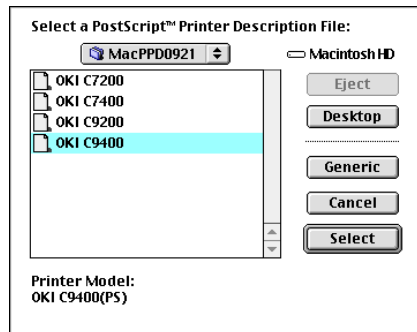 Select a PostScript™ Printer Description File:
MacPPD0921
Macintosh HD
OKI C7200
OKI C7400
OKI C9200
OKI C9400
Eject
Desktop
Generic
Cancel
Select
Printer Model:
OKI C9400(PS)